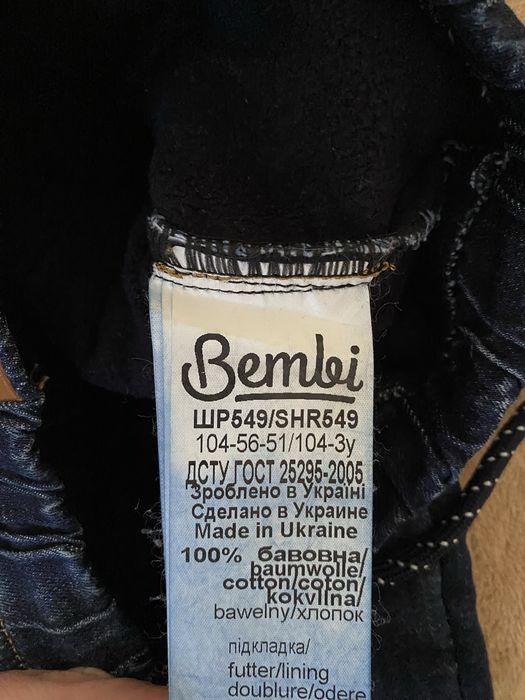 Bembi
ШР549/SHR549
104-56-51/104-3y
ДСТУ ГОСТ 25295-2005
Зроблено в Україні
Сделано в Украине
Made in Ukraine
100% бавовна/
baumwolle/
cotton/coton/
kokvilna/
bawelny/хлопок
підкладка/
futter/lining
doublure/odere